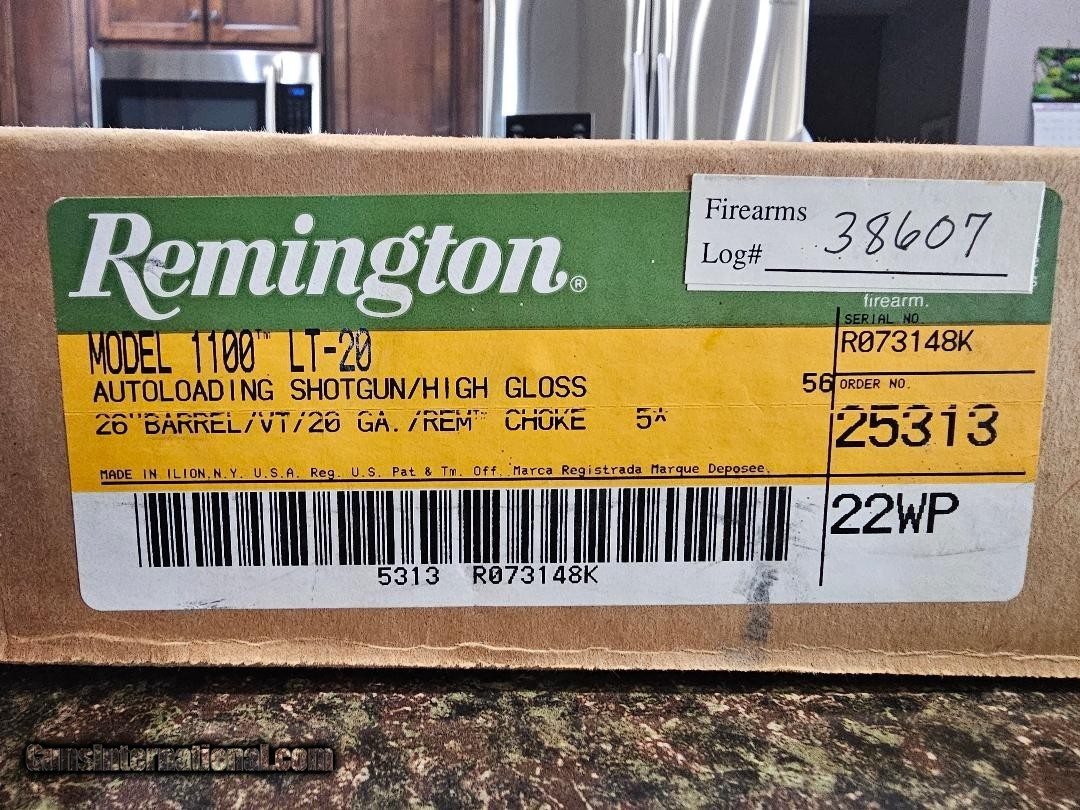 Remington®
Firearms
Log# 38607
firearm.
MODEL 1100™ LT-20
AUTOLOADING SHOTGUN/HIGH GLOSS
26"BARREL/VT/20 GA./REM™ CHOKE 5*
56
MADE IN ILION,N.Y. U.S.A. Reg. U.S. Pat & Tm. Off. Marca Registrada Marque Deposee.
SERIAL NO.
R073148K
ORDER NO.
25313
22WP
5313 R073148K
GunsInternational.com